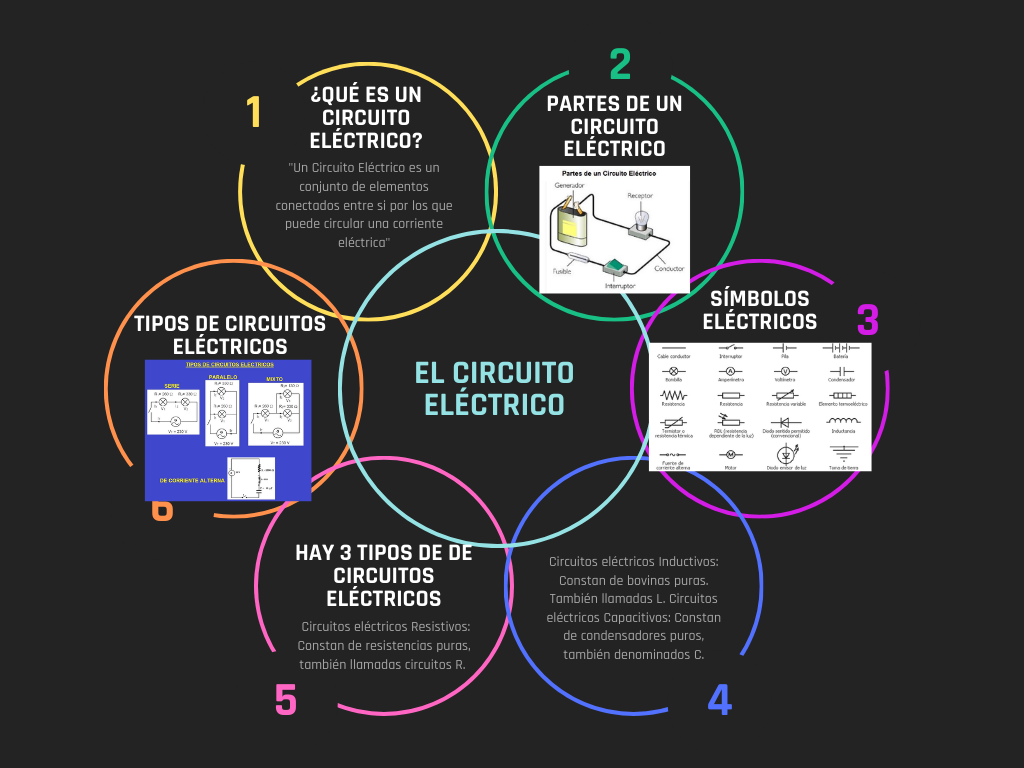 1
¿QUÉ ES UN
CIRCUITO
ELÉCTRICO?
"Un Circuito Eléctrico es un
conjunto de elementos
conectados entre si por los que
puede circular una corriente
eléctrica"
2
PARTES DE UN
CIRCUITO
ELÉCTRICO
Partes de un Circuito Eléctrico
Generador
Receptor
Fusible
Conductor
Interruptor
SÍMBOLOS
ELÉCTRICOS
3
Cable conductor
Interruptor
Pila
Batería
Bombilla
Amperímetro
Voltímetro
Condensador
Resistencia
Resistencia
Resistencia variable
Elemento termoeléctrico
Termistor o
resistencia térmica
RDL (resistencia
dependiente de la luz)
Diodo sentido permitido
(convencional)
Inductancia
Fuente de
corriente alterna
Motor
Diodo emisor de luz
Toma de tierra
EL CIRCUITO
ELÉCTRICO
TIPOS DE CIRCUITOS
ELÉCTRICOS
TIPOS DE CIRCUITOS ELECTRICOS
SERIE
PARALELO
MIXTO
DE CORRIENTE ALTERNA
6
HAY 3 TIPOS DE DE
CIRCUITOS
ELÉCTRICOS
Circuitos eléctricos Resistivos:
Constan de resistencias puras,
también llamadas circuitos R.
5
Circuitos eléctricos Inductivos:
Constan de bovinas puras.
También llamadas L. Circuitos
eléctricos Capacitivos: Constan
de condensadores puros,
también denominados C.
4